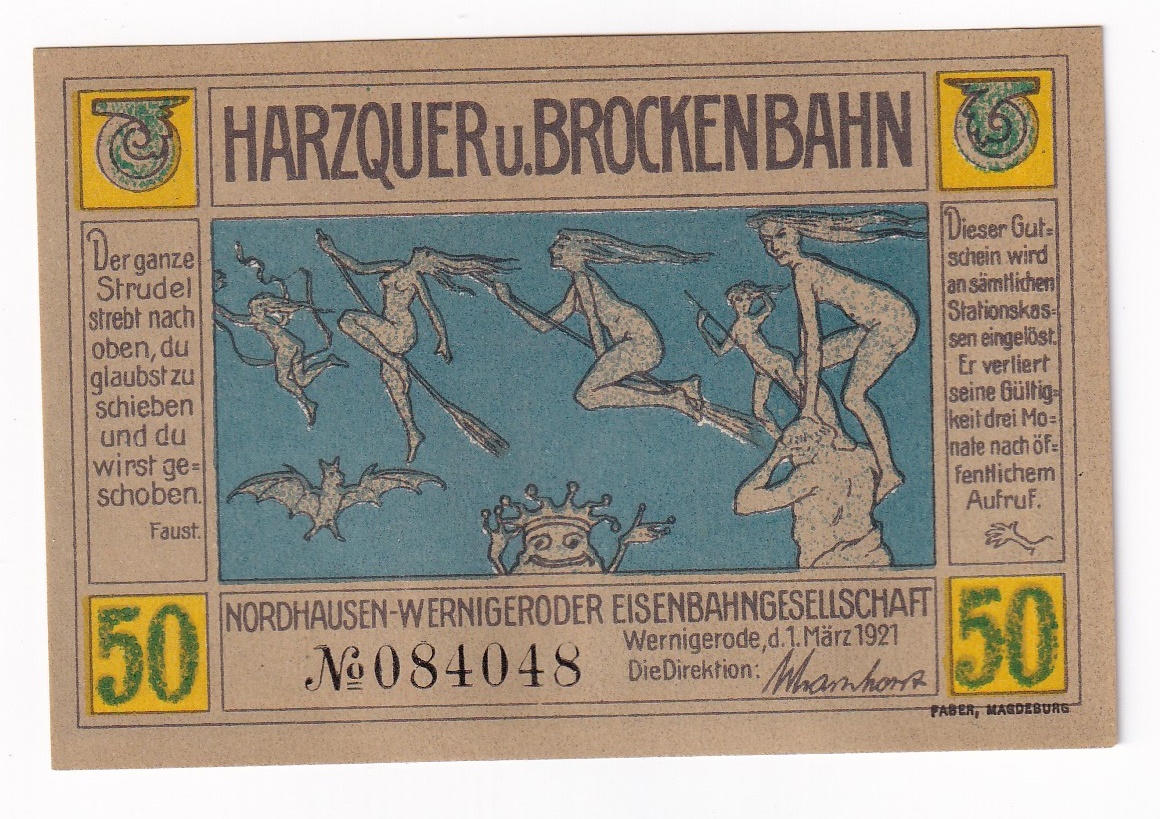 HARZQUER u. BROCKENBAHN
Der ganze
Strudel
strebt nach
oben, du
glaubst zu
schieben
und du
wirst ge=
schoben.
Faust.
Dieser Gut=
schein wird
an sämtlichen
Stationskas=
sen eingelöst.
Er verliert
seine Gültig=
keit drei Mo=
nate nach öf=
fentlichem
Aufruf.
50
NORDHAUSEN-WERNIGERODER EISENBAHNGESELLSCHAFT
Wernigerode, d. 1. März 1921
№ 084048
Die Direktion:
50
FABER, MAGDEBURG